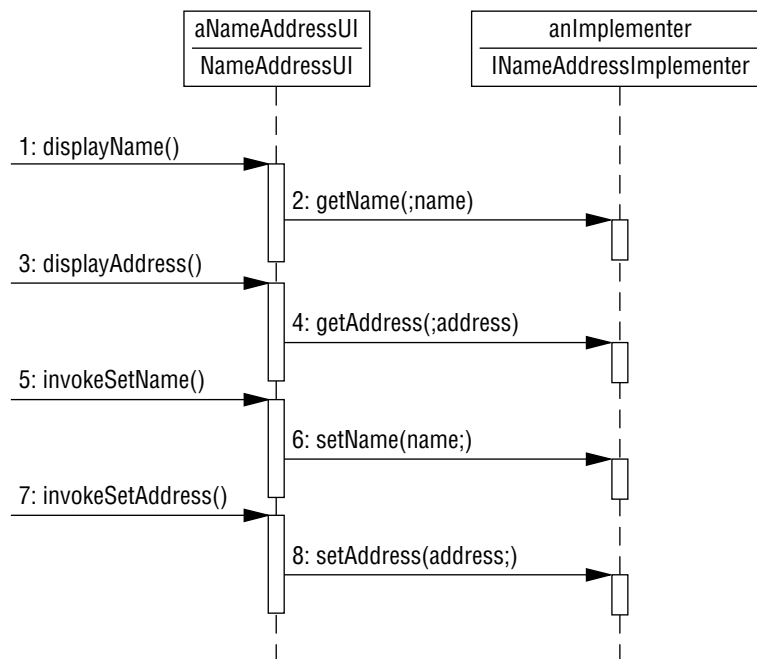 aNameAddressUI
NameAddressUI
anImplementer
INameAddressImplementer
1: displayName()
2: getName(;name)
3: displayAddress()
4: getAddress(;address)
5: invokeSetName()
6: setName(name;)
7: invokeSetAddress()
8: setAddress(address;)